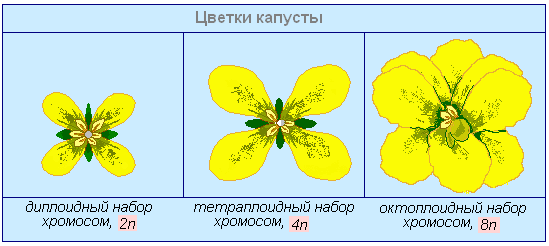 Цветки капусты
диплоидный набор
хромосом, 2n
тетраплоидный набор
хромосом, 4n
октоплоидный набор
хромосом, 8n